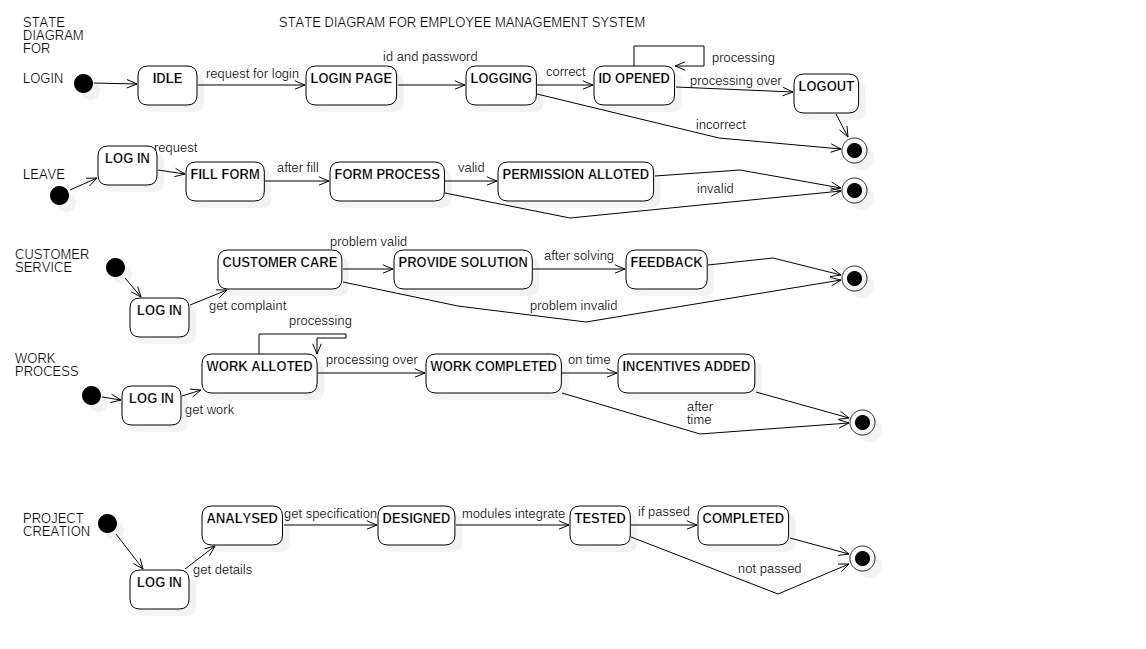 STATE
DIAGRAM
FOR
STATE DIAGRAM FOR EMPLOYEE MANAGEMENT SYSTEM
LOGIN
IDLE
request for login
LOGIN PAGE
id and password
LOGGING
correct
ID OPENED
processing
processing over
LOGOUT
incorrect
LEAVE
LOG IN
request
FILL FORM
after fill
FORM PROCESS
valid
PERMISSION ALLOTED
invalid
CUSTOMER
SERVICE
LOG IN
get complaint
CUSTOMER CARE
problem valid
PROVIDE SOLUTION
after solving
FEEDBACK
problem invalid
WORK
PROCESS
LOG IN
get work
WORK ALLOTED
processing
processing over
WORK COMPLETED
on time
INCENTIVES ADDED
after
time
PROJECT
CREATION
LOG IN
get details
ANALYSED
get specification
DESIGNED
modules integrate
TESTED
if passed
COMPLETED
not passed